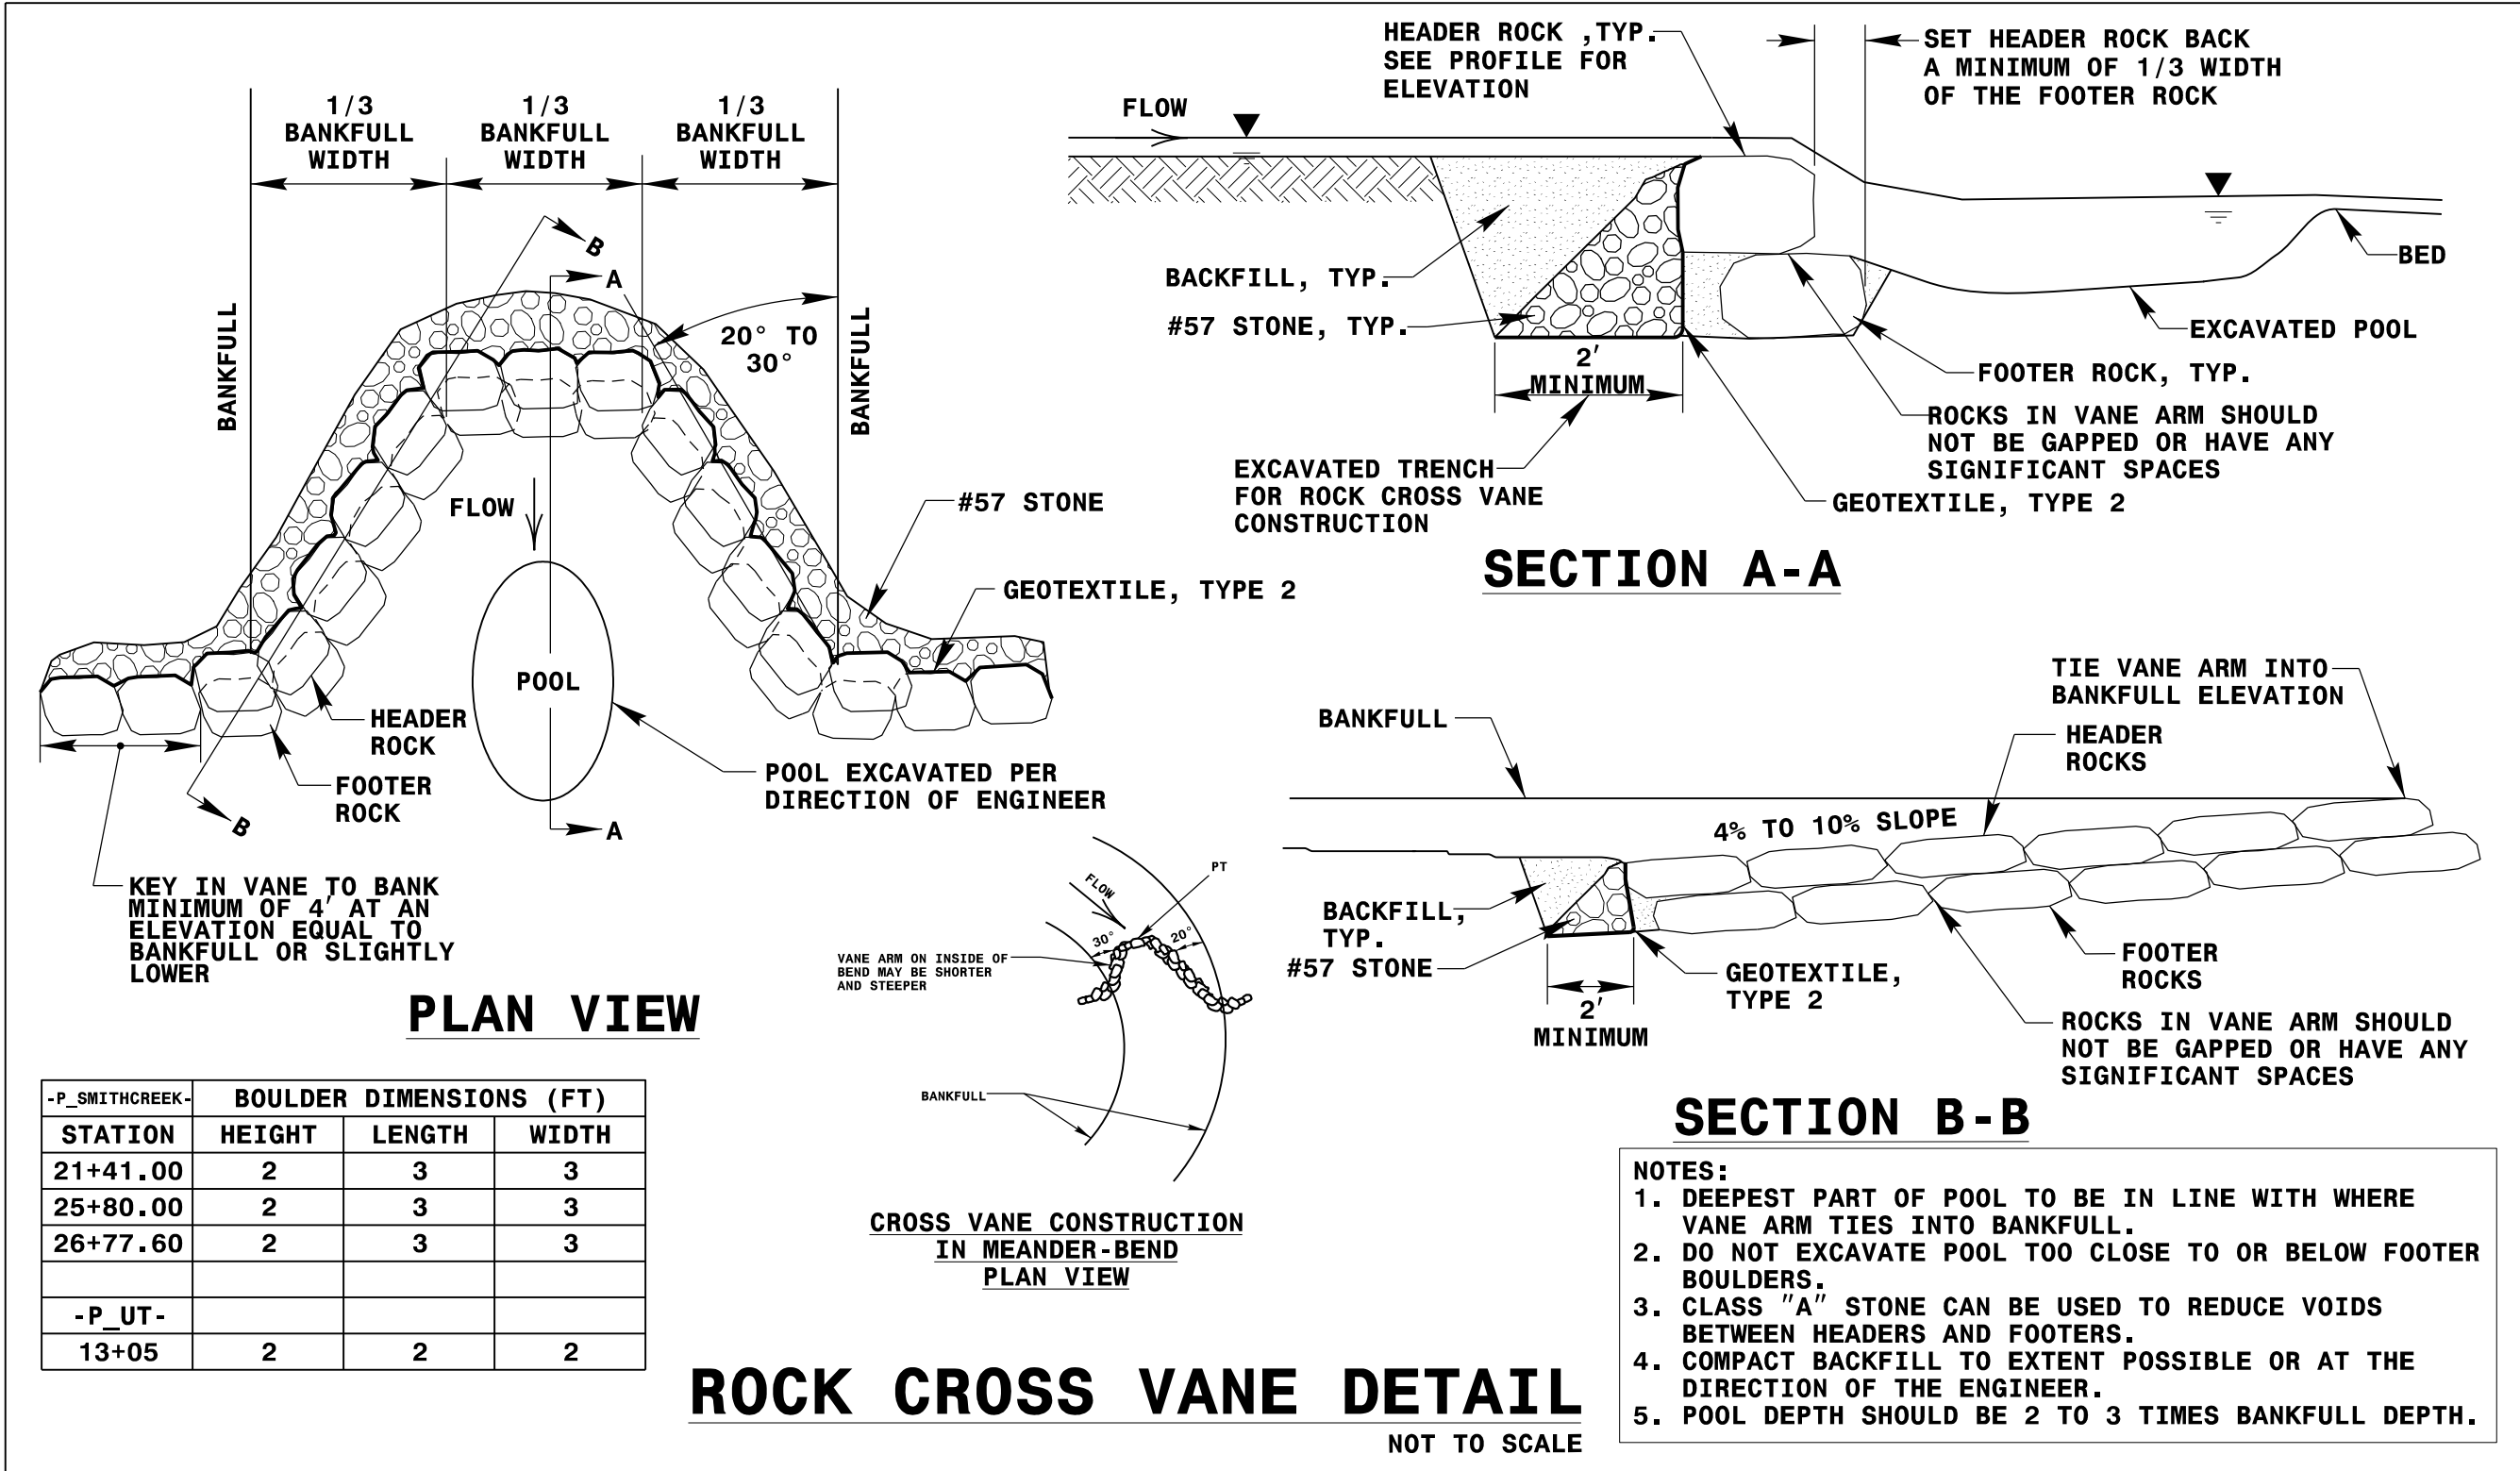 1/3
BANKFULL
WIDTH
1/3
BANKFULL
WIDTH
1/3
BANKFULL
WIDTH
B
A
BANKFULL
20° TO
30°
BANKFULL
FLOW
#57 STONE
GEOTEXTILE, TYPE 2
POOL
HEADER
ROCK
FOOTER
ROCK
POOL EXCAVATED PER
DIRECTION OF ENGINEER
B
A
KEY IN VANE TO BANK
MINIMUM OF 4' AT AN
ELEVATION EQUAL TO
BANKFULL OR SLIGHTLY
LOWER
PLAN VIEW
HEADER ROCK ,TYP.
SEE PROFILE FOR
ELEVATION
SET HEADER ROCK BACK
A MINIMUM OF 1/3 WIDTH
OF THE FOOTER ROCK
FLOW
BACKFILL, TYP.
#57 STONE, TYP.
BED
EXCAVATED POOL
2'
MINIMUM
FOOTER ROCK, TYP.
ROCKS IN VANE ARM SHOULD
NOT BE GAPPED OR HAVE ANY
SIGNIFICANT SPACES
EXCAVATED TRENCH
FOR ROCK CROSS VANE
CONSTRUCTION
GEOTEXTILE, TYPE 2
SECTION A-A
TIE VANE ARM INTO
BANKFULL ELEVATION
BANKFULL
HEADER
ROCKS
4% TO 10% SLOPE
BACKFILL,
TYP.
#57 STONE
GEOTEXTILE,
TYPE 2
FOOTER
ROCKS
2'
MINIMUM
ROCKS IN VANE ARM SHOULD
NOT BE GAPPED OR HAVE ANY
SIGNIFICANT SPACES
SECTION B-B
PT
FLOW
30°
20°
VANE ARM ON INSIDE OF
BEND MAY BE SHORTER
AND STEEPER
BANKFULL
CROSS VANE CONSTRUCTION
IN MEANDER-BEND
PLAN VIEW
-P_SMITHCREEK- BOULDER DIMENSIONS (FT)
STATION HEIGHT LENGTH WIDTH
21+41.00 2 3 3
25+80.00 2 3 3
26+77.60 2 3 3
-P_UT-
13+05 2 2 2
NOTES:
1. DEEPEST PART OF POOL TO BE IN LINE WITH WHERE
VANE ARM TIES INTO BANKFULL.
2. DO NOT EXCAVATE POOL TOO CLOSE TO OR BELOW FOOTER
BOULDERS.
3. CLASS "A" STONE CAN BE USED TO REDUCE VOIDS
BETWEEN HEADERS AND FOOTERS.
4. COMPACT BACKFILL TO EXTENT POSSIBLE OR AT THE
DIRECTION OF THE ENGINEER.
5. POOL DEPTH SHOULD BE 2 TO 3 TIMES BANKFULL DEPTH.
ROCK CROSS VANE DETAIL
NOT TO SCALE